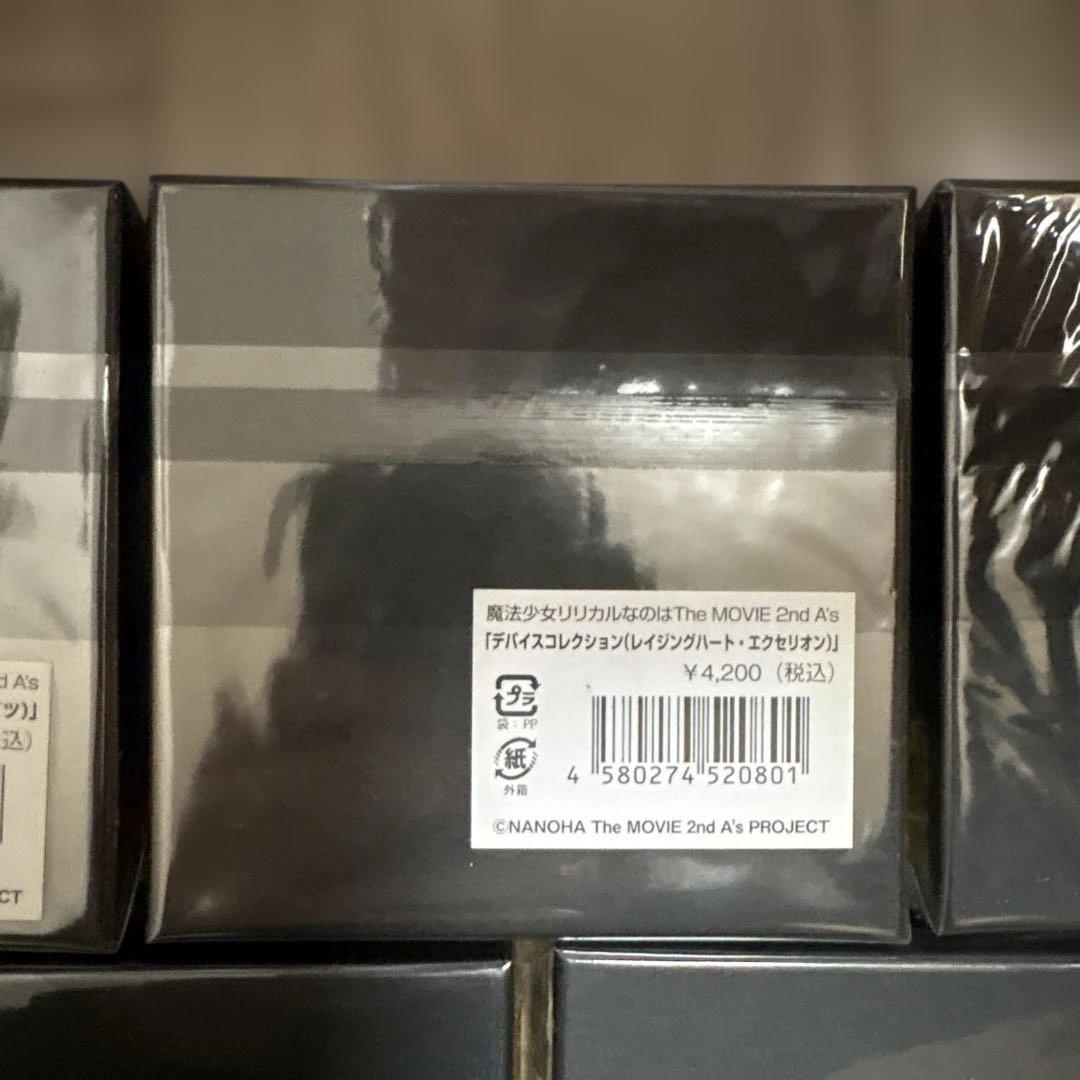 魔法少女リリカルなのはThe MOVIE 2nd A's
「デバイスコレクション(レイジングハート・エクセリオン)」
¥4,200（税込）
プラ
袋：PP
紙
外箱
4 580274 520801
©NANOHA The MOVIE 2nd A's PROJECT
d A's
ツ)」
込）
CT